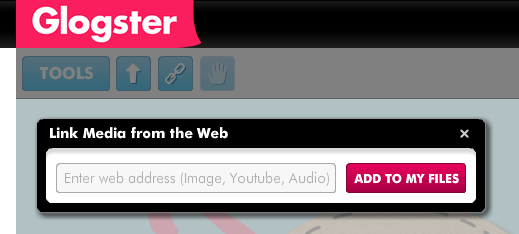 Glogster
TOOLS
Link Media from the Web
Enter web address (Image, Youtube, Audio)
ADD TO MY FILES